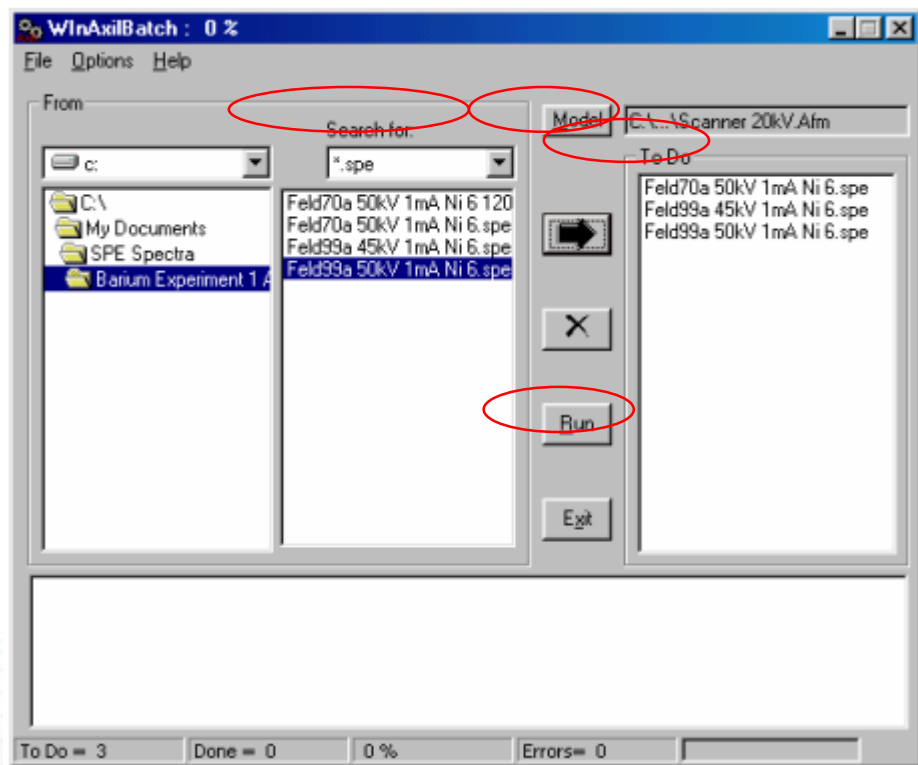 WInAxilBatch : 0 %
File Options Help
From
Search for:
Model
C:\...\Scanner 20kV.Afm
c:
*.spe
To Do
C:\
My Documents
SPE Spectra
Barium Experiment 1 A
Feld70a 50kV 1mA Ni 6 120
Feld70a 50kV 1mA Ni 6.spe
Feld99a 45kV 1mA Ni 6.spe
Feld99a 50kV 1mA Ni 6.spe
Feld70a 50kV 1mA Ni 6.spe
Feld99a 45kV 1mA Ni 6.spe
Feld99a 50kV 1mA Ni 6.spe
Run
Exit
To Do = 3
Done = 0
0 %
Errors= 0